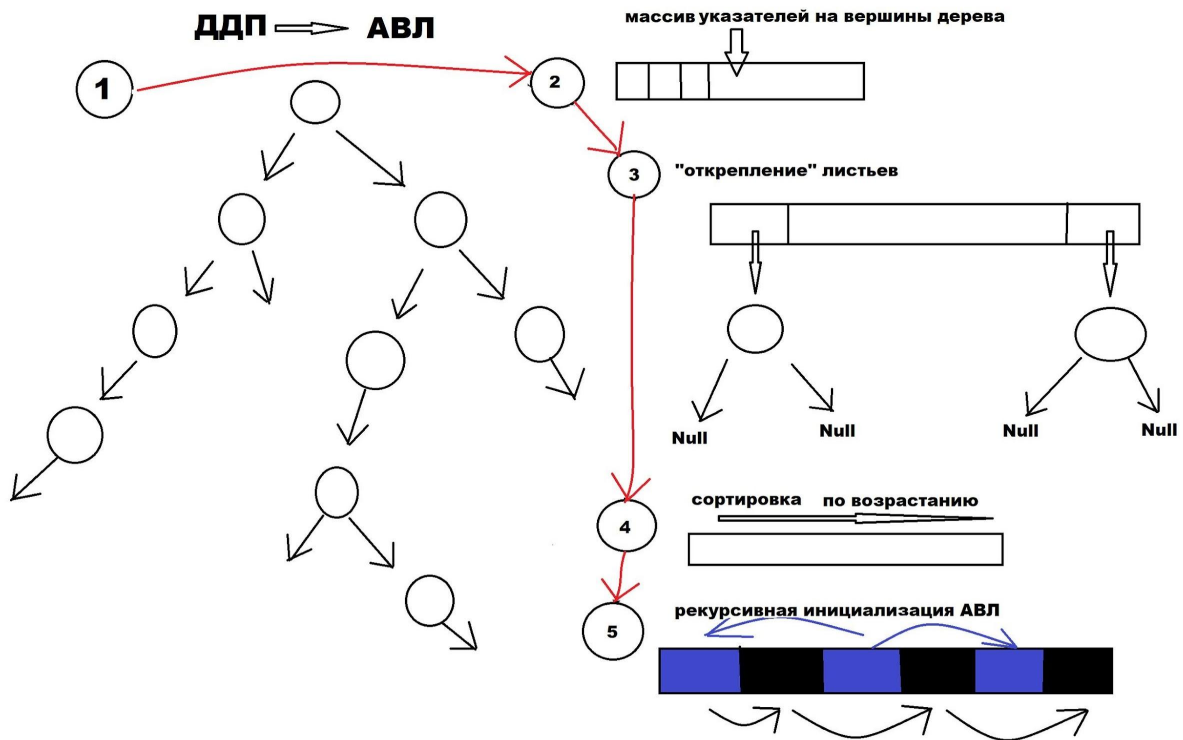 ДДП АВЛ
массив указателей на вершины дерева
1
2
3
"открепление" листьев
Null Null Null Null
4
сортировка по возрастанию
5
рекурсивная инициализация АВЛ